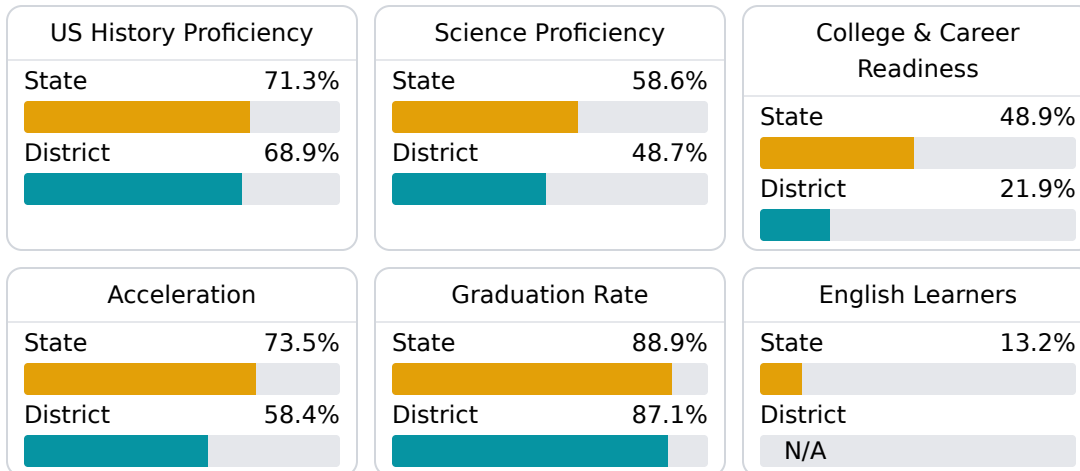 US History Proficiency
State 71.3%
District 68.9%
Science Proficiency
State 58.6%
District 48.7%
College & Career
Readiness
State 48.9%
District 21.9%
Acceleration
State 73.5%
District 58.4%
Graduation Rate
State 88.9%
District 87.1%
English Learners
State 13.2%
District
N/A